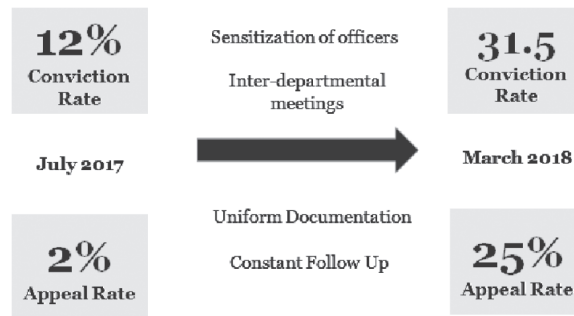 12%
Conviction
Rate
July 2017
2%
Appeal Rate
Sensitization of officers
Inter-departmental
meetings
Uniform Documentation
Constant Follow Up
31.5
Conviction
Rate
March 2018
25%
Appeal Rate